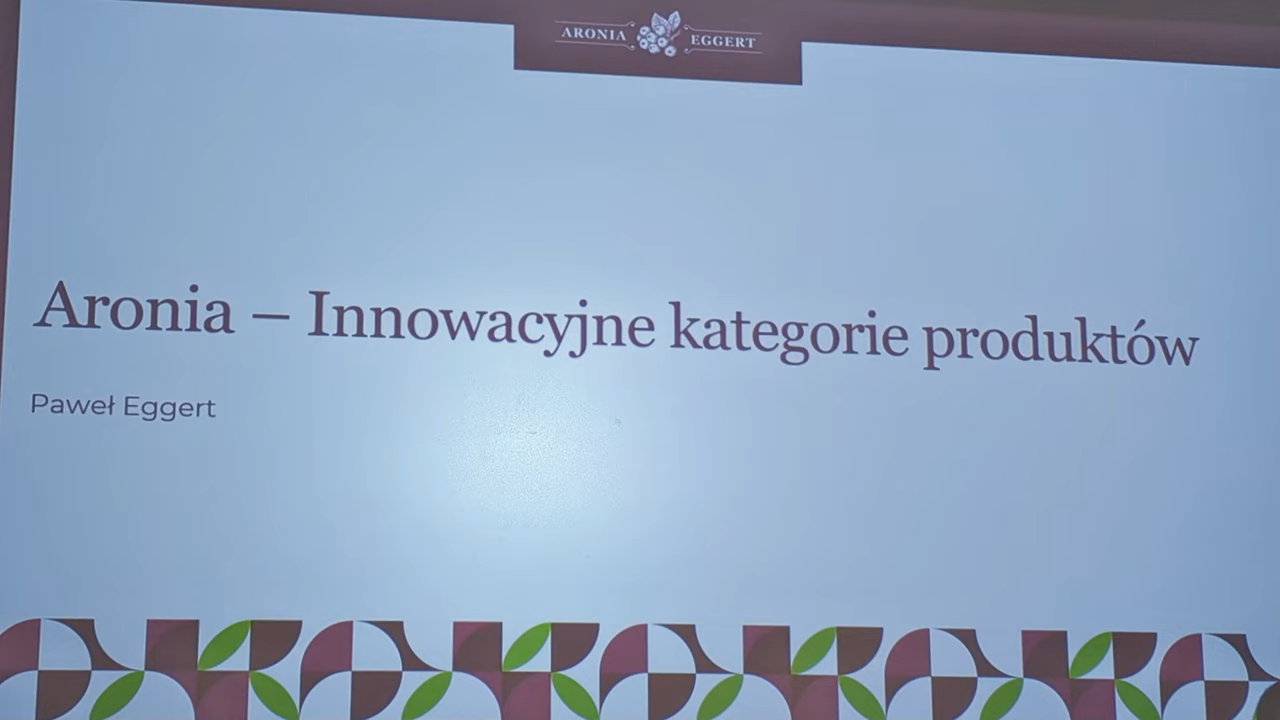 ARONIA EGGERT
Aronia – Innowacyjne kategorie produktów
Paweł Eggert